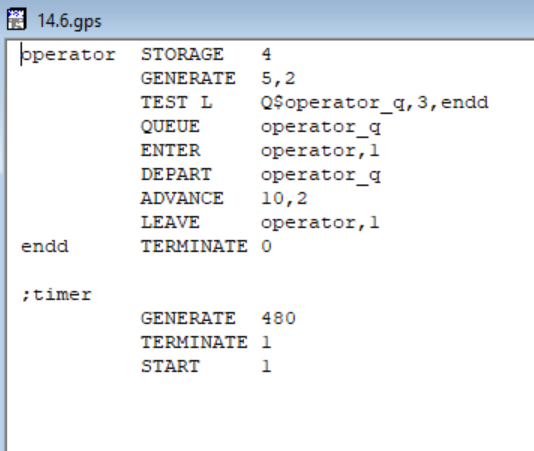 14.6.gps
operator STORAGE 4
GENERATE 5,2
TEST L Q$operator_q,3,endd
QUEUE operator_q
ENTER operator,1
DEPART operator_q
ADVANCE 10,2
LEAVE operator,1
endd TERMINATE 0
;timer
GENERATE 480
TERMINATE 1
START 1